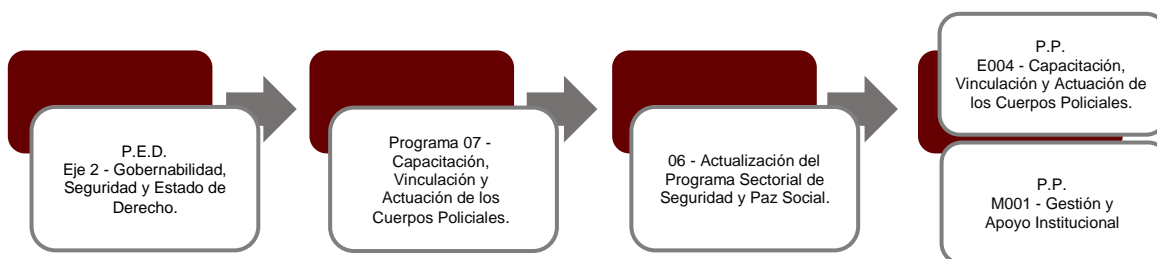 P.E.D.
Eje 2 - Gobernabilidad,
Seguridad y Estado de
Derecho.
Programa 07 -
Capacitación,
Vinculación y
Actuación de los
Cuerpos Policiales.
06 - Actualización del
Programa Sectorial de
Seguridad y Paz Social.
P.P.
E004 - Capacitación,
Vinculación y Actuación de
los Cuerpos Policiales.
P.P.
M001 - Gestión y
Apoyo Institucional